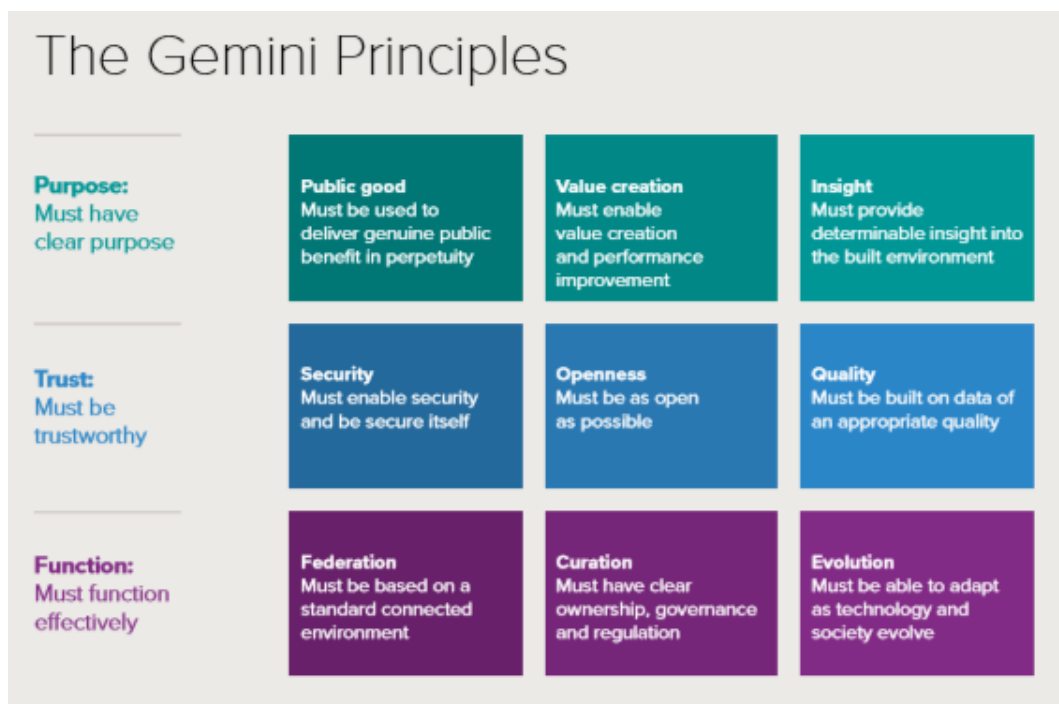 The Gemini Principles
Purpose:
Must have
clear purpose
Public good
Must be used to
deliver genuine public
benefit in perpetuity
Value creation
Must enable
value creation
and performance
improvement
Insight
Must provide
determinable insight into
the built environment
Trust:
Must be
trustworthy
Security
Must enable security
and be secure itself
Openness
Must be as open
as possible
Quality
Must be built on data of
an appropriate quality
Function:
Must function
effectively
Federation
Must be based on a
standard connected
environment
Curation
Must have clear
ownership, governance
and regulation
Evolution
Must be able to adapt
as technology and
society evolve